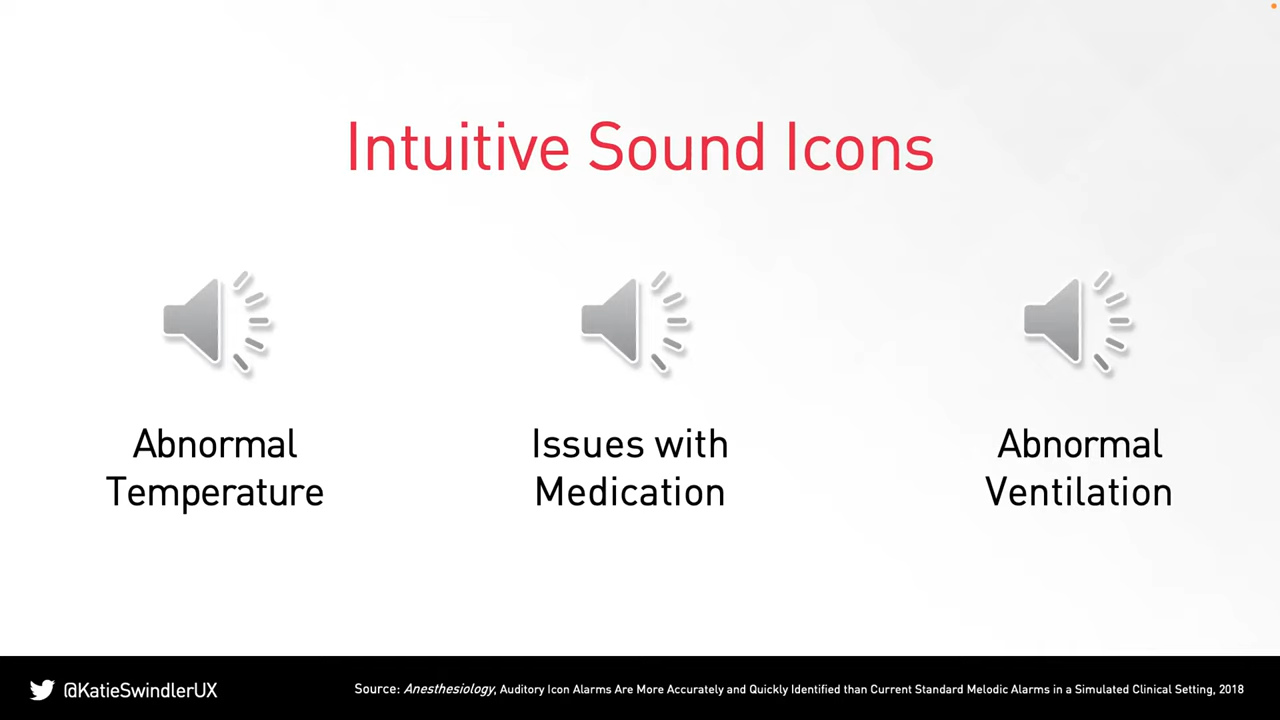 Intuitive Sound Icons
Abnormal
Temperature
Issues with
Medication
Abnormal
Ventilation
@KatieSwindlerUX
Source: Anesthesiology, Auditory Icon Alarms Are More Accurately and Quickly Identified than Current Standard Melodic Alarms in a Simulated Clinical Setting, 2018